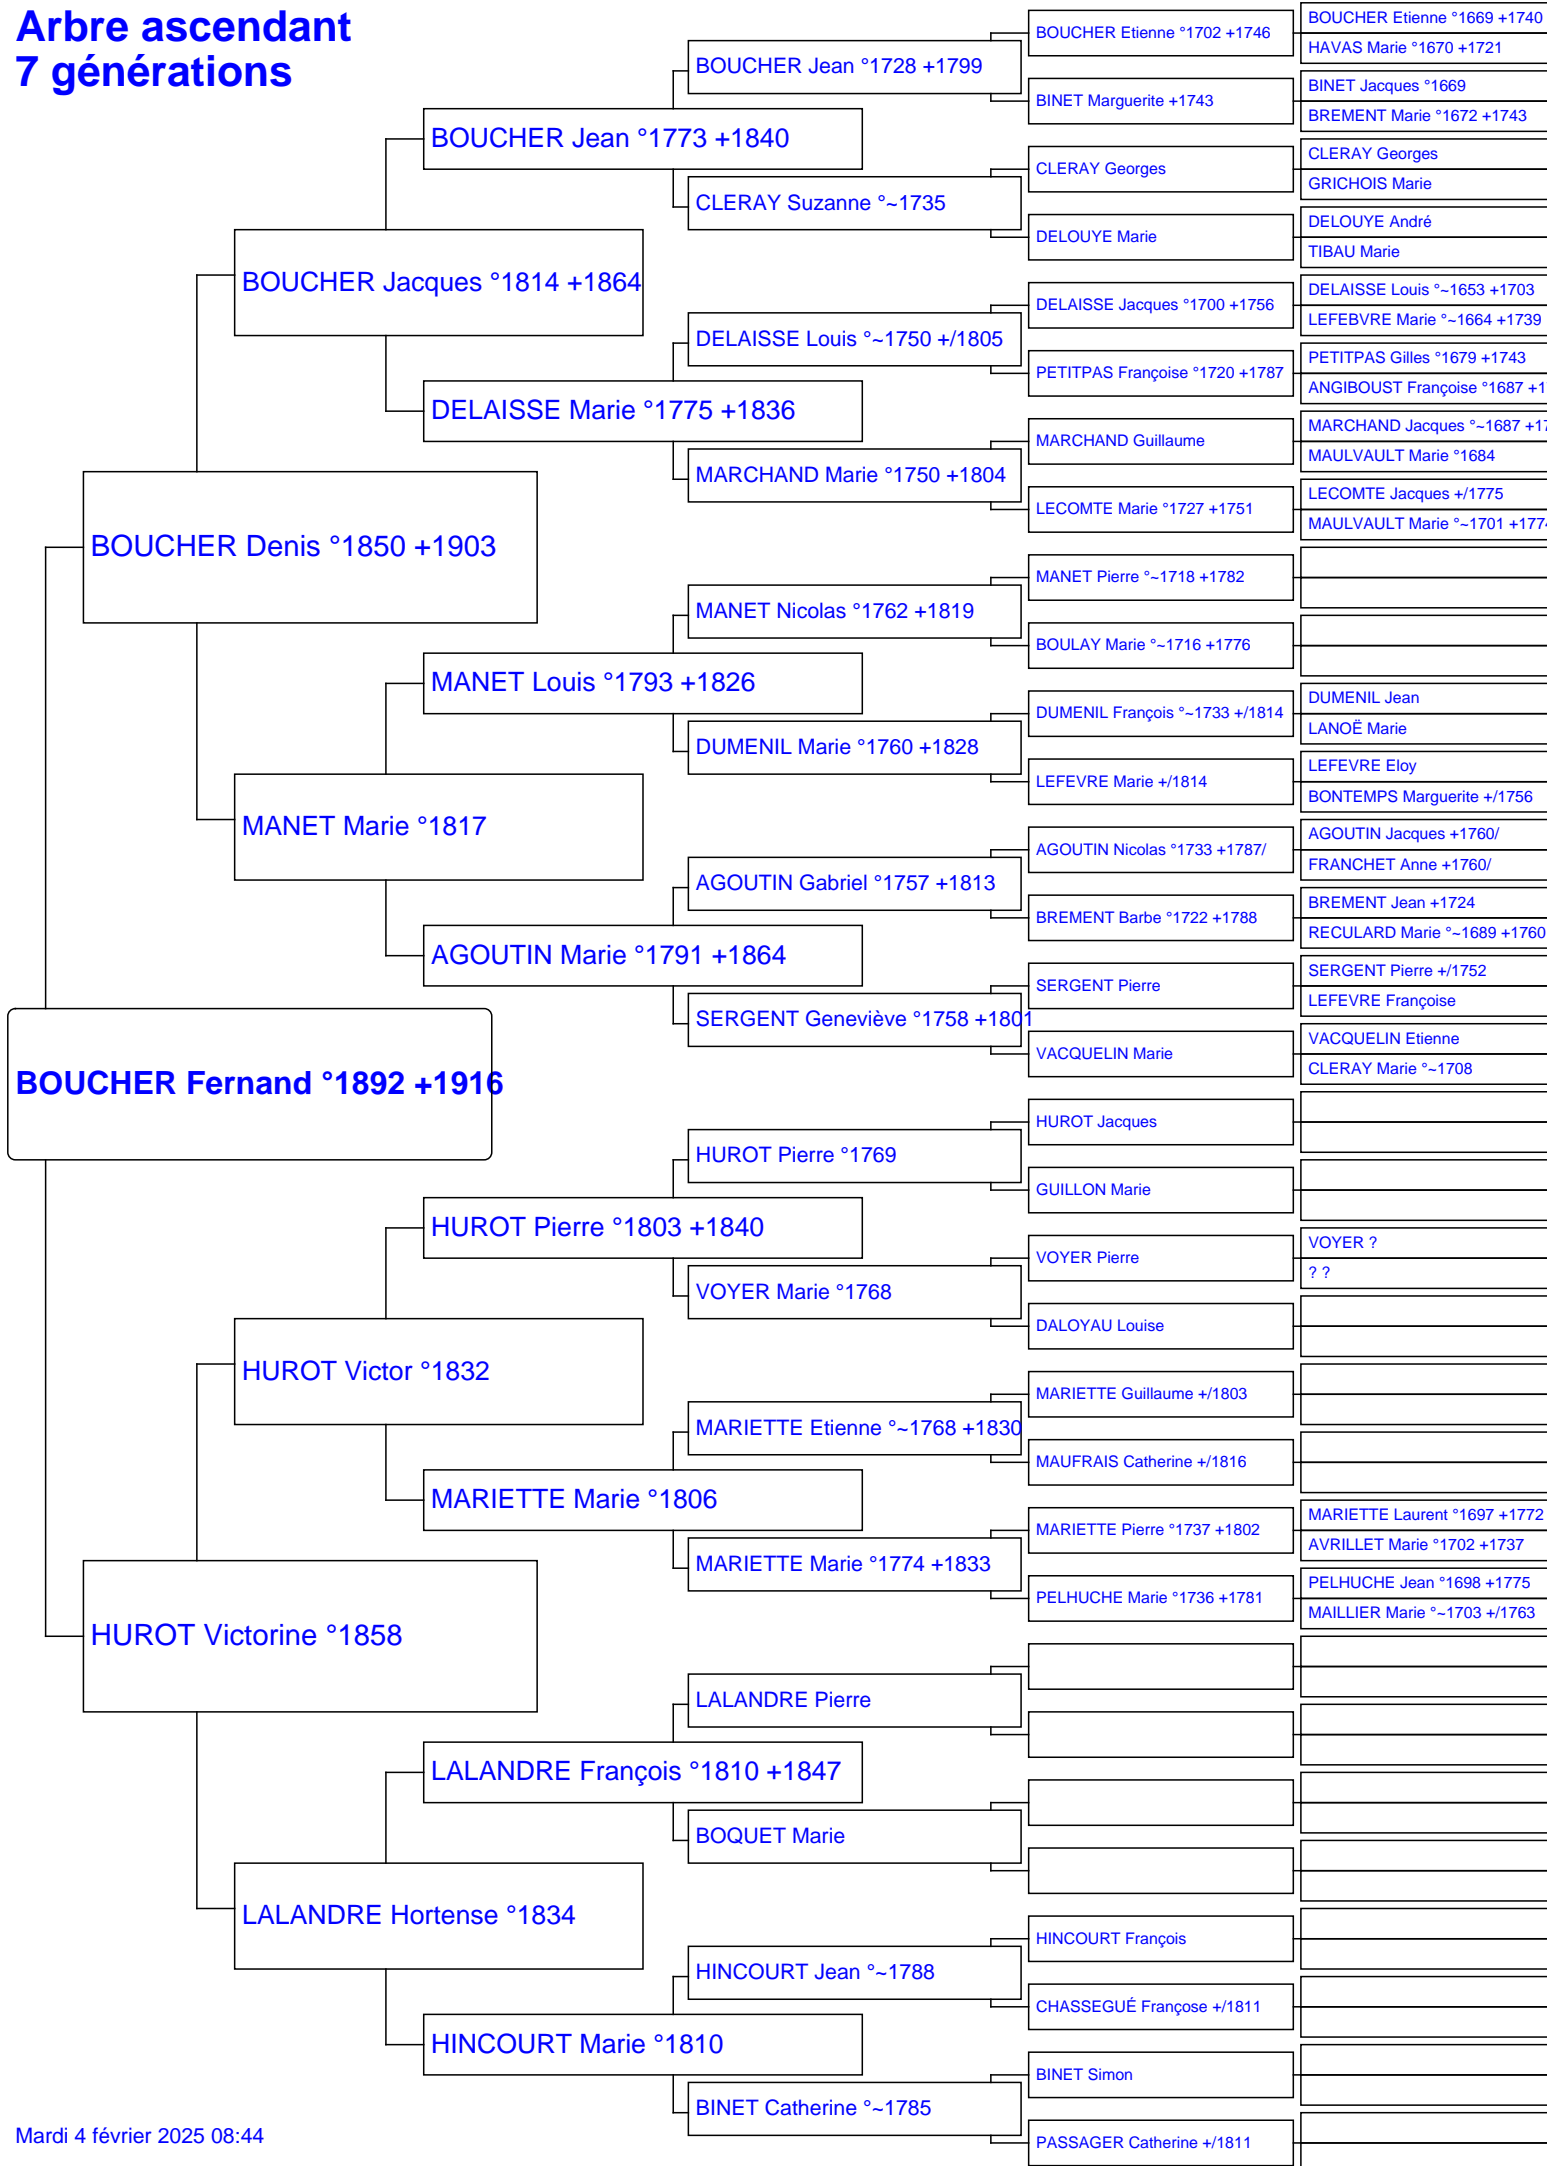 Arbre ascendant
7 générations
BOUCHER Fernand °1892 +1916
BOUCHER Denis °1850 +1903
HUROT Victorine °1858
BOUCHER Jacques °1814 +1864
MANET Marie °1817
HUROT Victor °1832
LALANDRE Hortense °1834
BOUCHER Jean °1773 +1840
DELAISSE Marie °1775 +1836
MANET Louis °1793 +1826
AGOUTIN Marie °1791 +1864
HUROT Pierre °1803 +1840
MARIETTE Marie °1806
LALANDRE François °1810 +1847
HINCOURT Marie °1810
BOUCHER Jean °1728 +1799
CLERAY Suzanne °~1735
DELAISSE Louis °~1750 +/1805
MARCHAND Marie °1750 +1804
MANET Nicolas °1762 +1819
DUMENIL Marie °1760 +1828
AGOUTIN Gabriel °1757 +1813
SERGENT Geneviève °1758 +1801
HUROT Pierre °1769
VOYER Marie °1768
MARIETTE Etienne °~1768 +1830
MARIETTE Marie °1774 +1833
LALANDRE Pierre
BOQUET Marie
HINCOURT Jean °~1788
BINET Catherine °~1785
BOUCHER Etienne °1702 +1746
BINET Marguerite +1743
CLERAY Georges
DELOUYE Marie
DELAISSE Jacques °1700 +1756
PETITPAS Françoise °1720 +1787
MARCHAND Guillaume
LECOMTE Marie °1727 +1751
MANET Pierre °~1718 +1782
BOULAY Marie °~1716 +1776
DUMENIL François °~1733 +/1814
LEFEVRE Marie +/1814
AGOUTIN Nicolas °1733 +1787/
BREMENT Barbe °1722 +1788
SERGENT Pierre
VACQUELIN Marie
HUROT Jacques
GUILLON Marie
VOYER Pierre
DALOYAU Louise
MARIETTE Guillaume +/1803
MAUFRAIS Catherine +/1816
MARIETTE Pierre °1737 +1802
PELHUCHE Marie °1736 +1781
HINCOURT François
CHASSEGUÉ Françose +/1811
BINET Simon
PASSAGER Catherine +/1811
BOUCHER Etienne °1669 +1740
HAVAS Marie °1670 +1721
BINET Jacques °1669
BREMENT Marie °1672 +1743
CLERAY Georges
GRICHOIS Marie
DELOUYE André
TIBAU Marie
DELAISSE Louis °~1653 +1703
LEFEBVRE Marie °~1664 +1739
PETITPAS Gilles °1679 +1743
ANGIBOUST Françoise °1687
MARCHAND Jacques °~1687
MAULVAULT Marie °1684
LECOMTE Jacques +/1775
MAULVAULT Marie °~1701 +1774
DUMENIL Jean
LANOË Marie
LEFEVRE Eloy
BONTEMPS Marguerite +/1756
AGOUTIN Jacques +1760/
FRANCHET Anne +1760/
BREMENT Jean +1724
RECULARD Marie °~1689 +1760
SERGENT Pierre +/1752
LEFEVRE Françoise
VACQUELIN Etienne
CLERAY Marie °~1708
VOYER ?
? ?
MARIETTE Laurent °1697 +1772
AVRILLET Marie °1702 +1737
PELHUCHE Jean °1698 +1775
MAILLIER Marie °~1703 +/1763
Mardi 4 février 2025 08:44